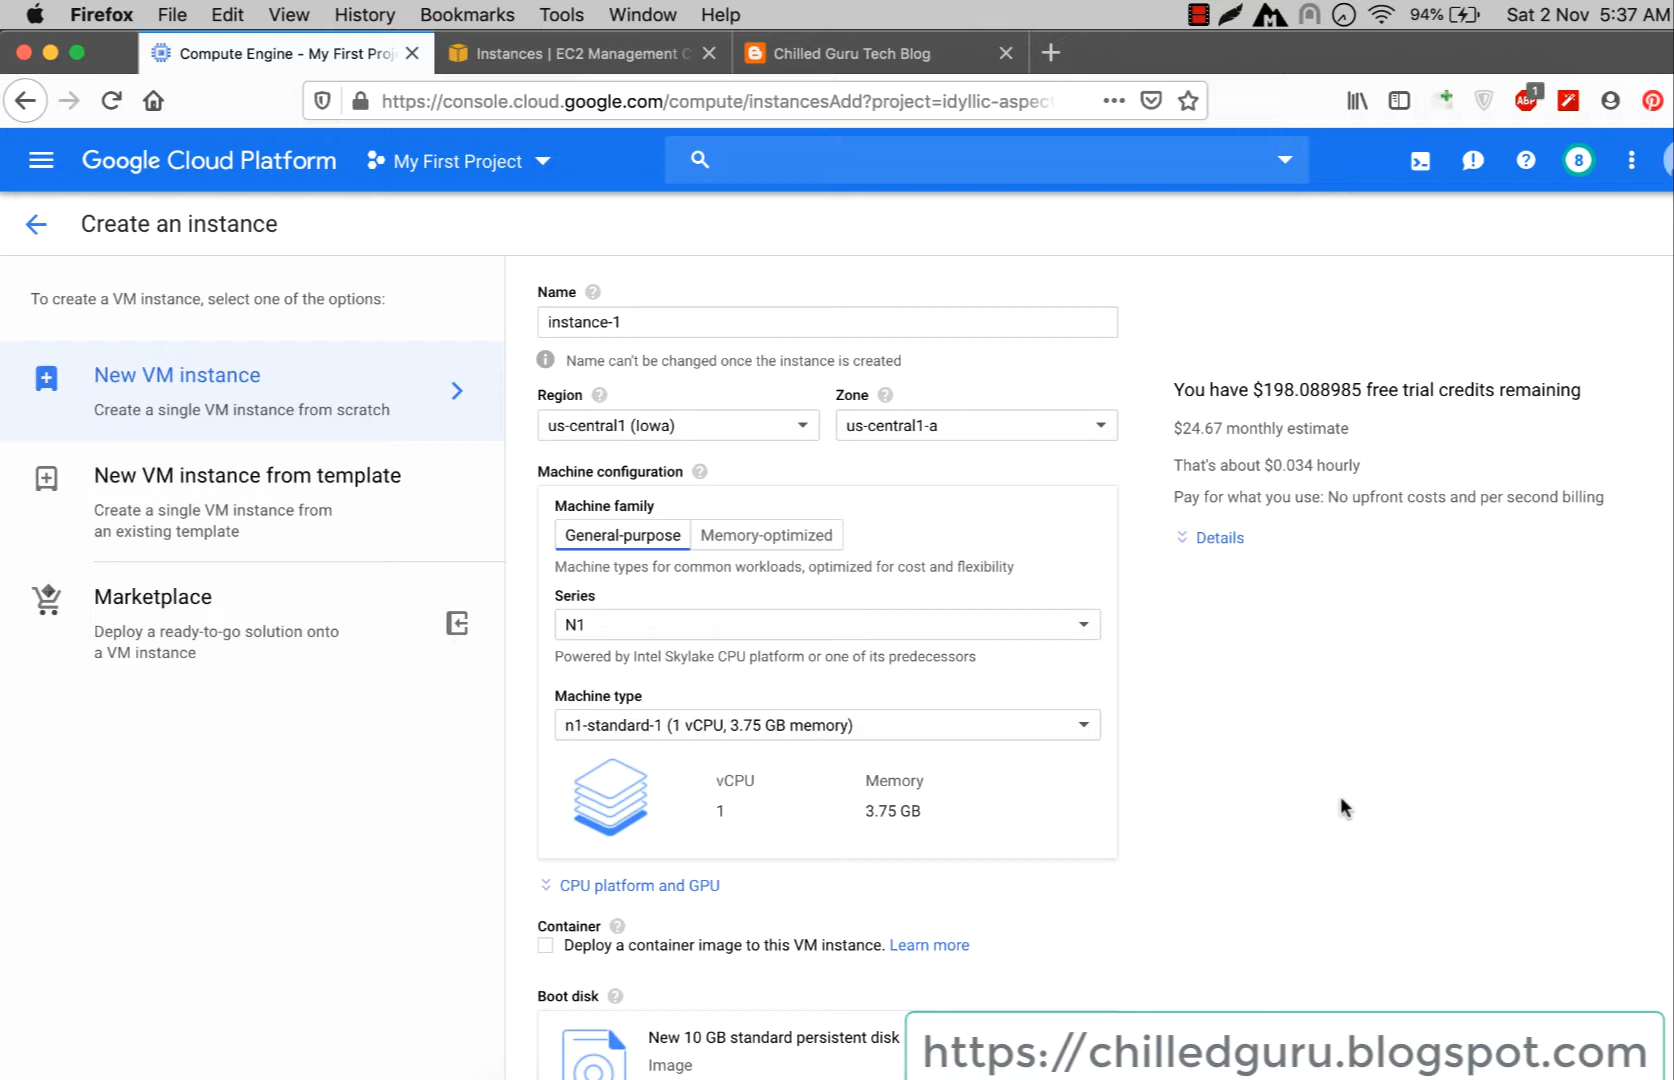 Firefox File Edit View History Bookmarks Tools Window Help 94% Sat 2 Nov 5:37 AM
Compute Engine - My First Proj Instances | EC2 Management C Chilled Guru Tech Blog
https://console.cloud.google.com/compute/instancesAdd?project=idyllic-aspect ABP 1
Google Cloud Platform My First Project 8
Create an instance
To create a VM instance, select one of the options:
New VM instance
Create a single VM instance from scratch
New VM instance from template
Create a single VM instance from
an existing template
Marketplace
Deploy a ready-to-go solution onto
a VM instance
Name
instance-1
Name can't be changed once the instance is created
Region Zone
us-central1 (Iowa) us-central1-a
Machine configuration
Machine family
General-purpose Memory-optimized
Machine types for common workloads, optimized for cost and flexibility
Series
N1
Powered by Intel Skylake CPU platform or one of its predecessors
Machine type
n1-standard-1 (1 vCPU, 3.75 GB memory)
vCPU Memory
1 3.75 GB
CPU platform and GPU
Container
Deploy a container image to this VM instance. Learn more
Boot disk
New 10 GB standard persistent disk
Image
You have $198.088985 free trial credits remaining
$24.67 monthly estimate
That's about $0.034 hourly
Pay for what you use: No upfront costs and per second billing
Details
https://chilledguru.blogspot.com